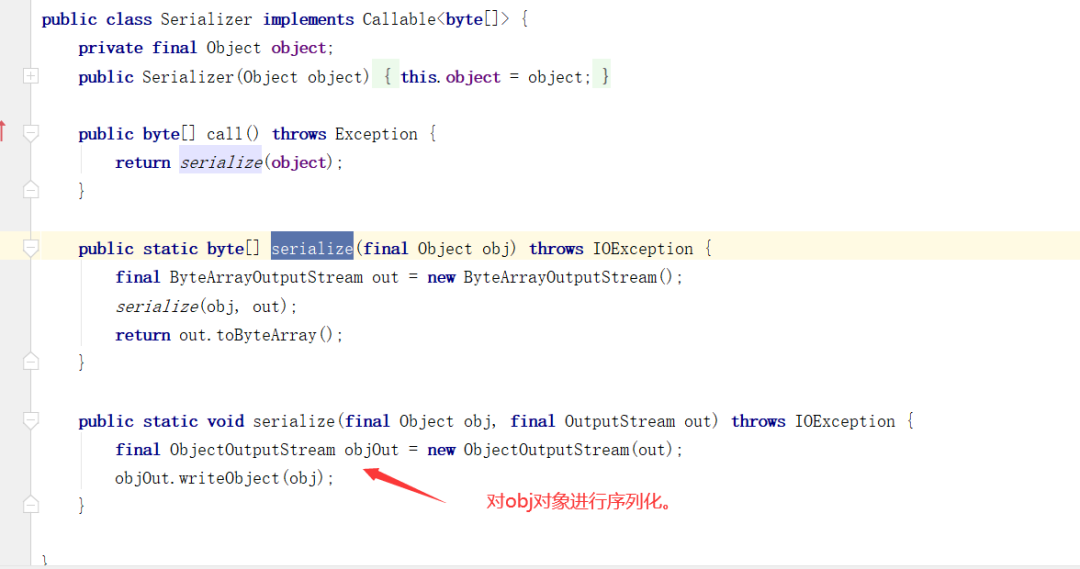 public class Serializer implements Callable<byte[]> {
    private final Object object;
    public Serializer(Object object) { this.object = object; }
    public byte[] call() throws Exception {
        return serialize(object);
    }
    public static byte[] serialize(final Object obj) throws IOException {
        final ByteArrayOutputStream out = new ByteArrayOutputStream();
        serialize(obj, out);
        return out.toByteArray();
    }
    public static void serialize(final Object obj, final OutputStream out) throws IOException {
        final ObjectOutputStream objOut = new ObjectOutputStream(out);
        objOut.writeObject(obj);
对obj对象进行序列化。
    }
}